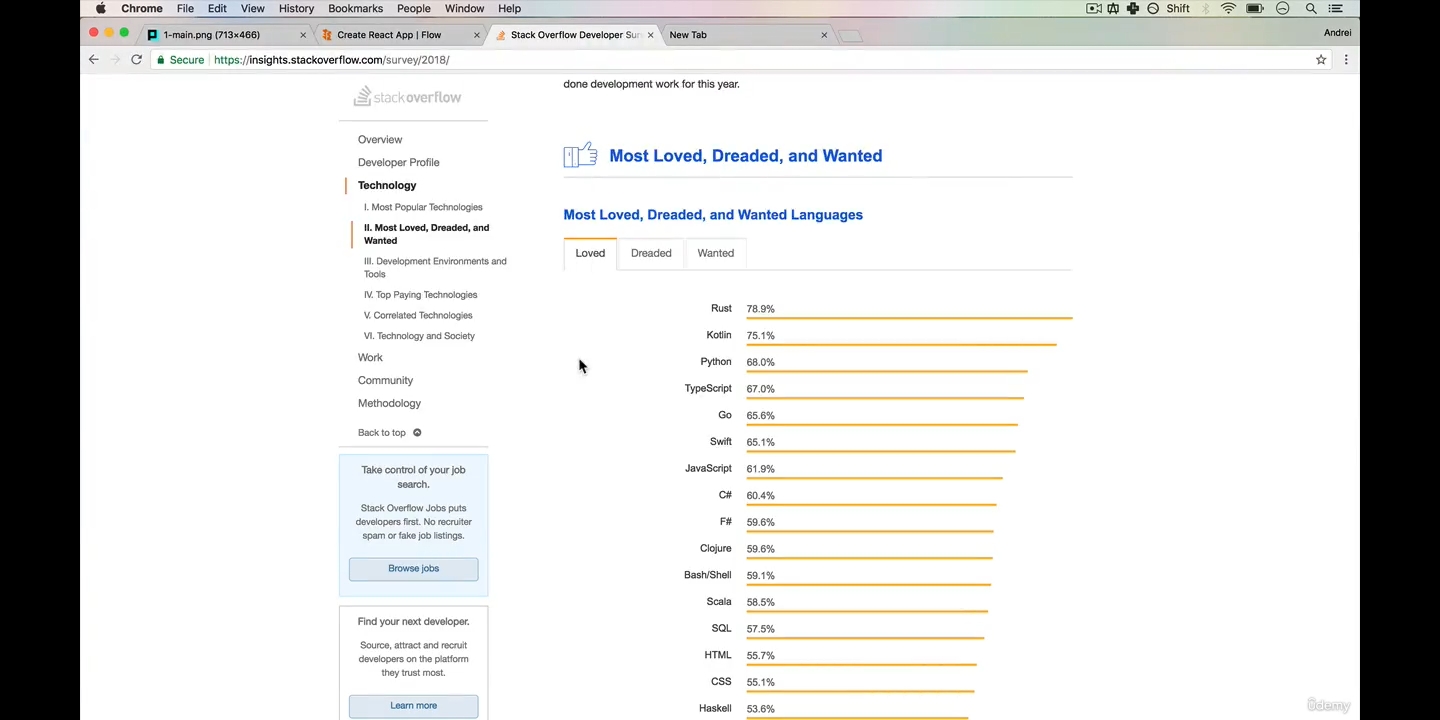 Chrome File Edit View History Bookmarks People Window Help Shift
1-main.png (713×466) Create React App | Flow Stack Overflow Developer Sur New Tab Andrei
Secure https://insights.stackoverflow.com/survey/2018/
done development work for this year.
stackoverflow
Overview
Developer Profile
Technology
I. Most Popular Technologies
II. Most Loved, Dreaded, and
Wanted
III. Development Environments and
Tools
IV. Top Paying Technologies
V. Correlated Technologies
VI. Technology and Society
Work
Community
Methodology
Back to top
Take control of your job
search.
Stack Overflow Jobs puts
developers first. No recruiter
spam or fake job listings.
Browse jobs
Find your next developer.
Source, attract and recruit
developers on the platform
they trust most.
Learn more
Most Loved, Dreaded, and Wanted
Most Loved, Dreaded, and Wanted Languages
Loved Dreaded Wanted
Rust 78.9%
Kotlin 75.1%
Python 68.0%
TypeScript 67.0%
Go 65.6%
Swift 65.1%
JavaScript 61.9%
C# 60.4%
F# 59.6%
Clojure 59.6%
Bash/Shell 59.1%
Scala 58.5%
SQL 57.5%
HTML 55.7%
CSS 55.1%
Haskell 53.6%
ûdemy